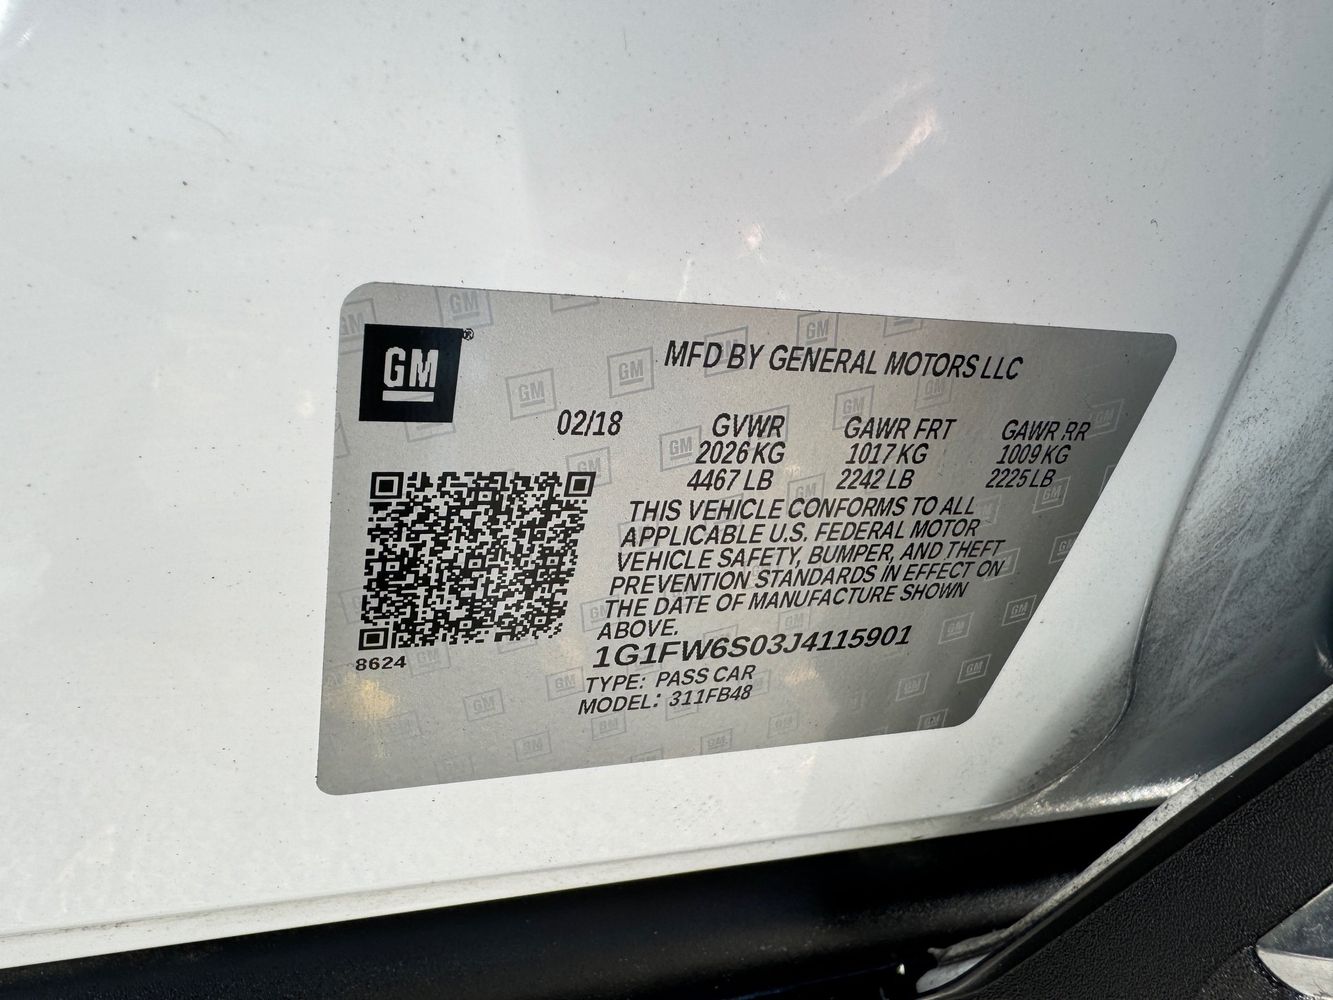 GM®
MFD BY GENERAL MOTORS LLC
02/18 GVWR GAWR FRT GAWR RR
2026 KG 1017 KG 1009 KG
4467 LB 2242 LB 2225 LB
THIS VEHICLE CONFORMS TO ALL
APPLICABLE U.S. FEDERAL MOTOR
VEHICLE SAFETY, BUMPER, AND THEFT
PREVENTION STANDARDS IN EFFECT ON
THE DATE OF MANUFACTURE SHOWN
ABOVE.
8624
1G1FW6S03J4115901
TYPE: PASS CAR
MODEL: 311FB48